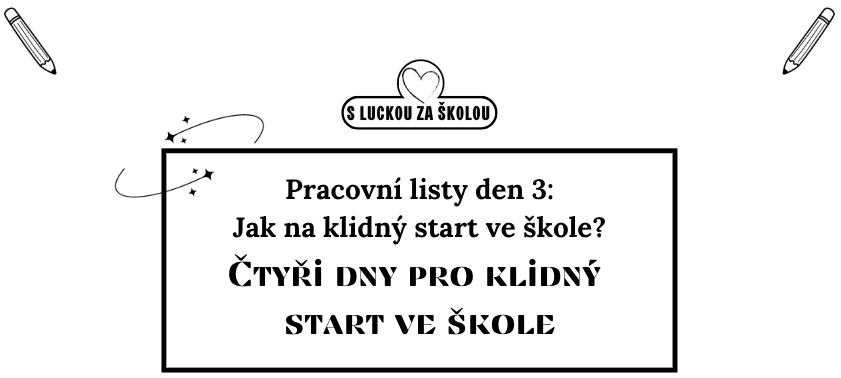 S LUCKOU ZA ŠKOLOU
Pracovní listy den 3:
Jak na klidný start ve škole?
Čtyři dny pro klidný
start ve škole